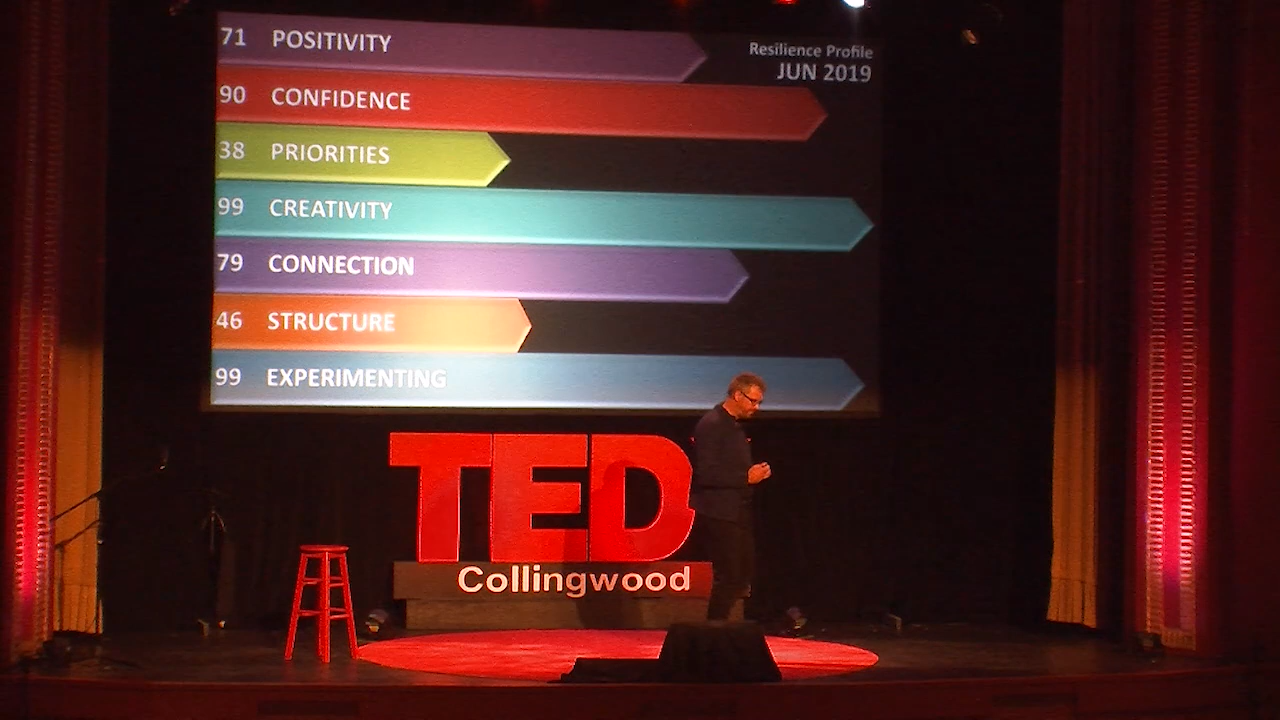 71 POSITIVITY
Resilience Profile
JUN 2019
90 CONFIDENCE
38 PRIORITIES
99 CREATIVITY
79 CONNECTION
46 STRUCTURE
99 EXPERIMENTING
TED
Collingwood